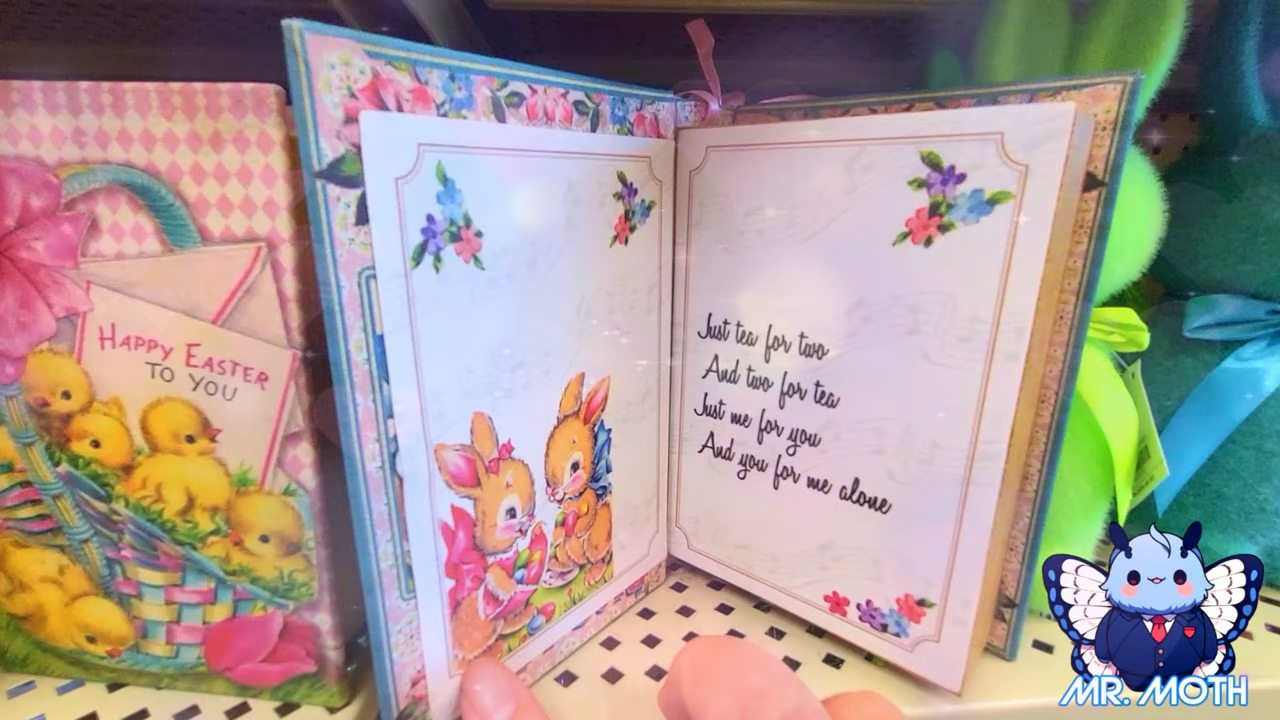 HAPPY EASTER
TO YOU
Just tea for two
And two for tea
Just me for you
And you for me alone
MR. MOTH